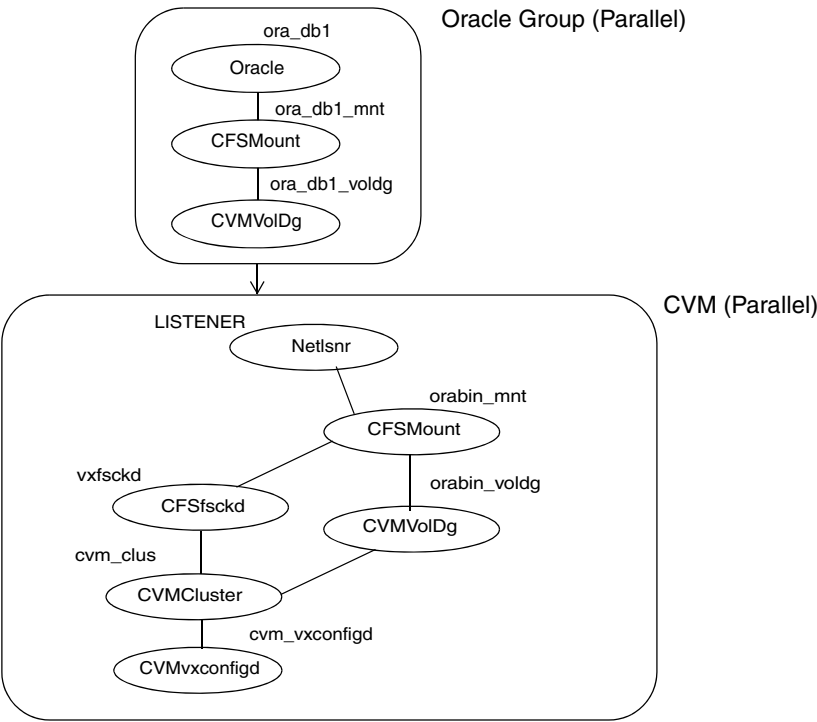 Oracle Group (Parallel)
ora_db1
Oracle
ora_db1_mnt
CFSMount
ora_db1_voldg
CVMVolDg
CVM (Parallel)
LISTENER
Netlsnr
orabin_mnt
CFSMount
vxfsckd
orabin_voldg
CFSfsckd
CVMVolDg
cvm_clus
CVMCluster
cvm_vxconfigd
CVMvxconfigd